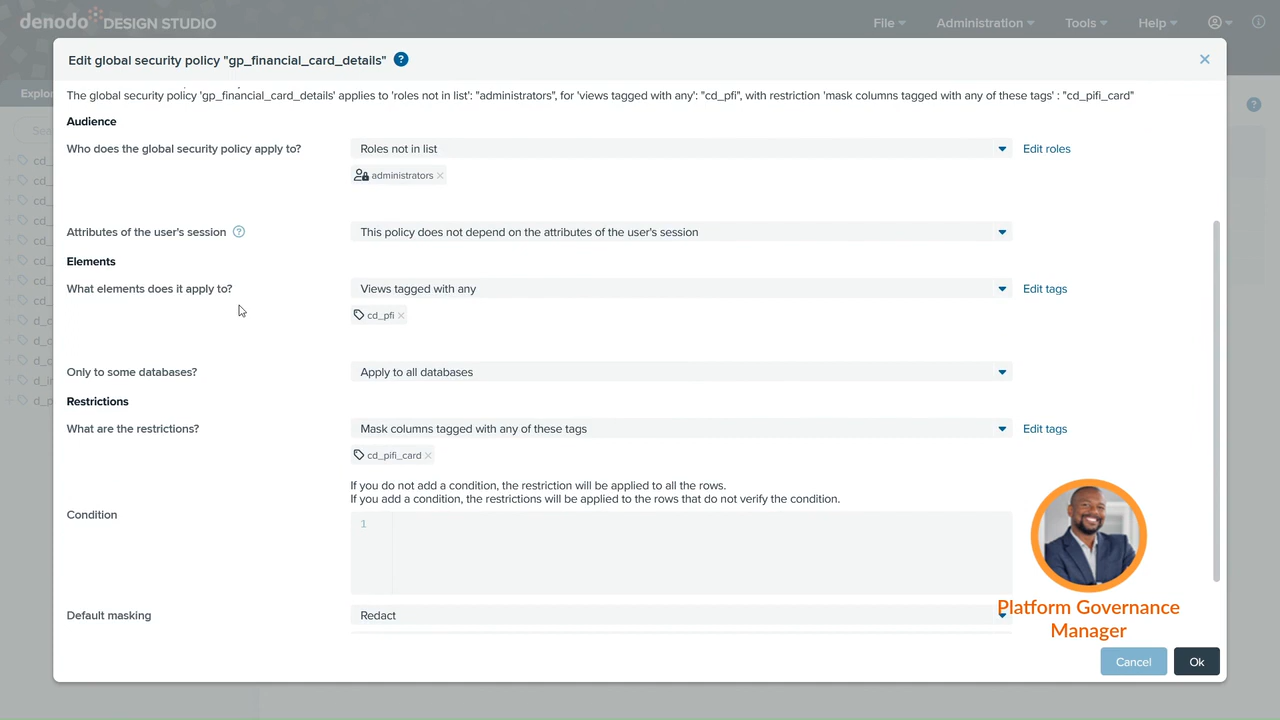 denodo DESIGN STUDIO
File
Administration
Tools
Help
Edit global security policy "gp_financial_card_details" ?
The global security policy 'gp_financial_card_details' applies to 'roles not in list': "administrators", for 'views tagged with any': "cd_pfi", with restriction 'mask columns tagged with any of these tags' : "cd_pifi_card"
Audience
Who does the global security policy apply to?
Roles not in list
Edit roles
administrators
Attributes of the user's session ?
This policy does not depend on the attributes of the user's session
Elements
What elements does it apply to?
Views tagged with any
Edit tags
cd_pfi
Only to some databases?
Apply to all databases
Restrictions
What are the restrictions?
Mask columns tagged with any of these tags
Edit tags
cd_pifi_card
If you do not add a condition, the restriction will be applied to all the rows.
If you add a condition, the restrictions will be applied to the rows that do not verify the condition.
Condition
1
Default masking
Redact
Platform Governance
Manager
Cancel
Ok